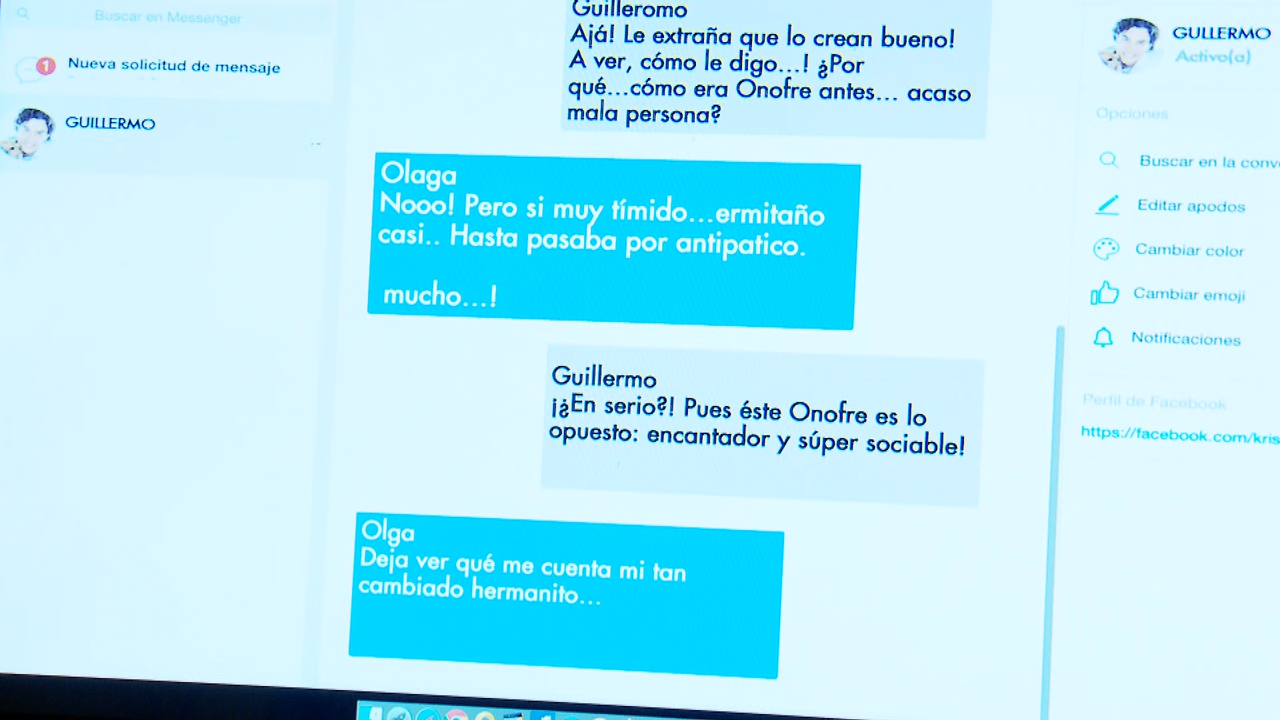 Buscar en Messenger
1
Nueva solicitud de mensaje
GUILLERMO
Guilleromo
Ajá! Le extraña que lo crean bueno!
A ver, cómo le digo...! ¿Por
qué...cómo era Onofre antes... acaso
mala persona?
Olaga
Nooo! Pero si muy tímido...ermitaño
casi.. Hasta pasaba por antipatico.
mucho...!
Guillermo
¡¿En serio?! Pues éste Onofre es lo
opuesto: encantador y súper sociable!
Olga
Deja ver qué me cuenta mi tan
cambiado hermanito...
GULLERMO
Activo(a)
Opciones
Buscar en la conve
Editar apodos
Cambiar color
Cambiar emoji
Notificaciones
Perfil de Facebook
https://facebook.com/kris